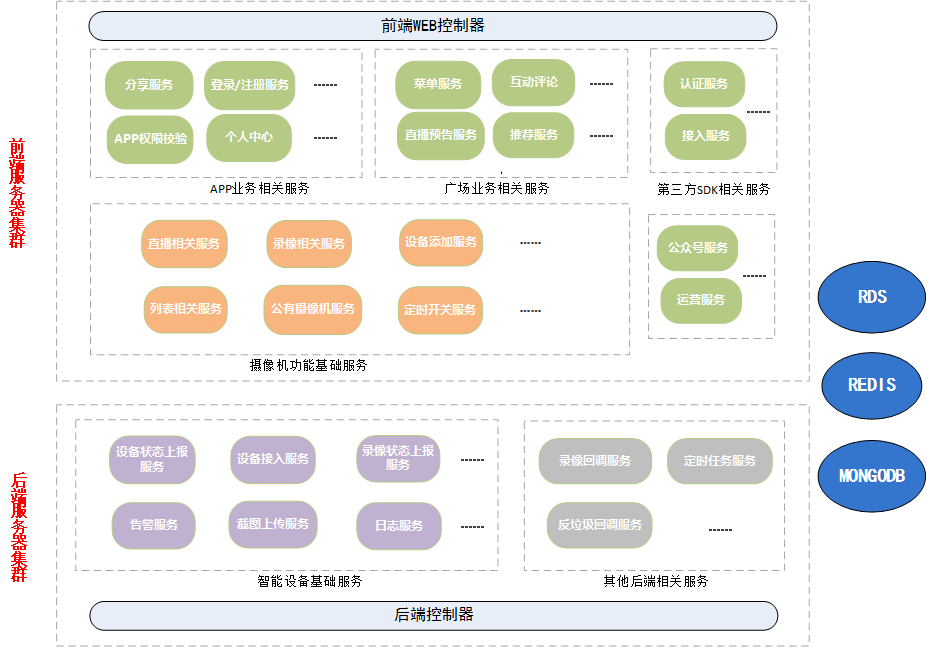 前端WEB控制器
前端服务器集群
分享服务
登录/注册服务
------
APP权限校验
个人中心
------
APP业务相关服务
菜单服务
互动评论
------
直播预告服务
推荐服务
------
广场业务相关服务
认证服务
接入服务
------
第三方SDK相关服务
直播相关服务
录像相关服务
设备添加服务
------
列表相关服务
公有摄像机服务
定时开关服务
------
摄像机功能基础服务
公众号服务
运营服务
------
RDS
REDIS
MONGODB
后端服务器集群
设备状态上报
服务
设备接入服务
录像状态上报
服务
------
告警服务
截图上传服务
日志服务
------
智能设备基础服务
录像回调服务
定时任务服务
反垃圾回调服务
------
其他后端相关服务
后端控制器